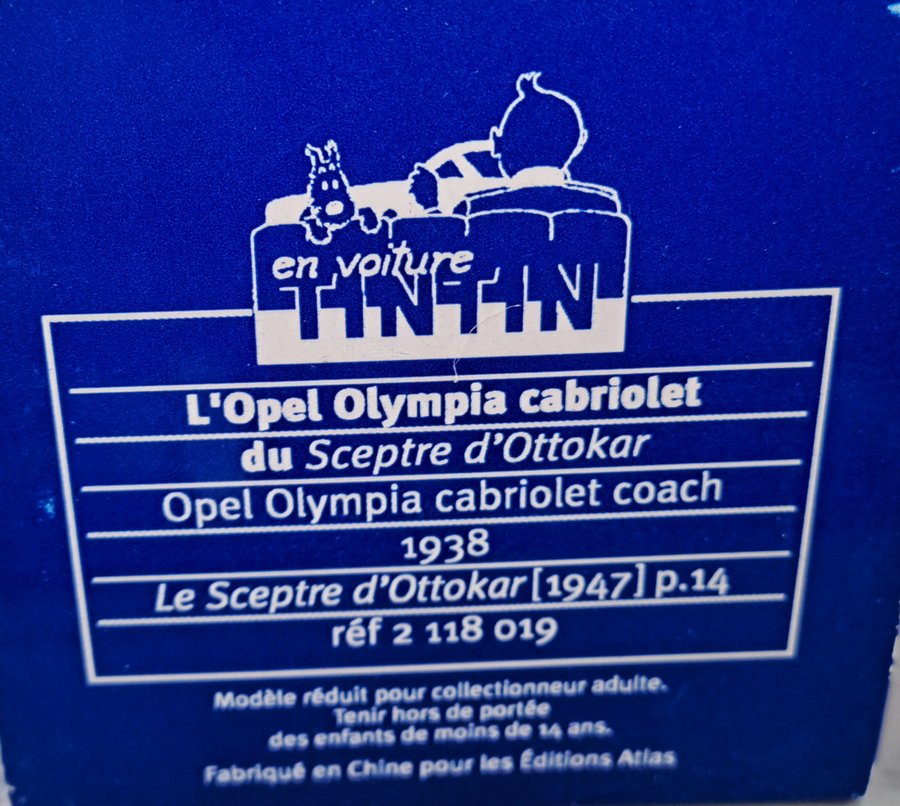 en voiture
TINTIN
L'Opel Olympia cabriolet
du Sceptre d'Ottokar
Opel Olympia cabriolet coach
1938
Le Sceptre d'Ottokar [1947] p.14
réf 2 118 019
Modèle réduit pour collectionneur adulte.
Tenir hors de portée
des enfants de moins de 14 ans.
Fabriqué en Chine pour les Éditions Atlas